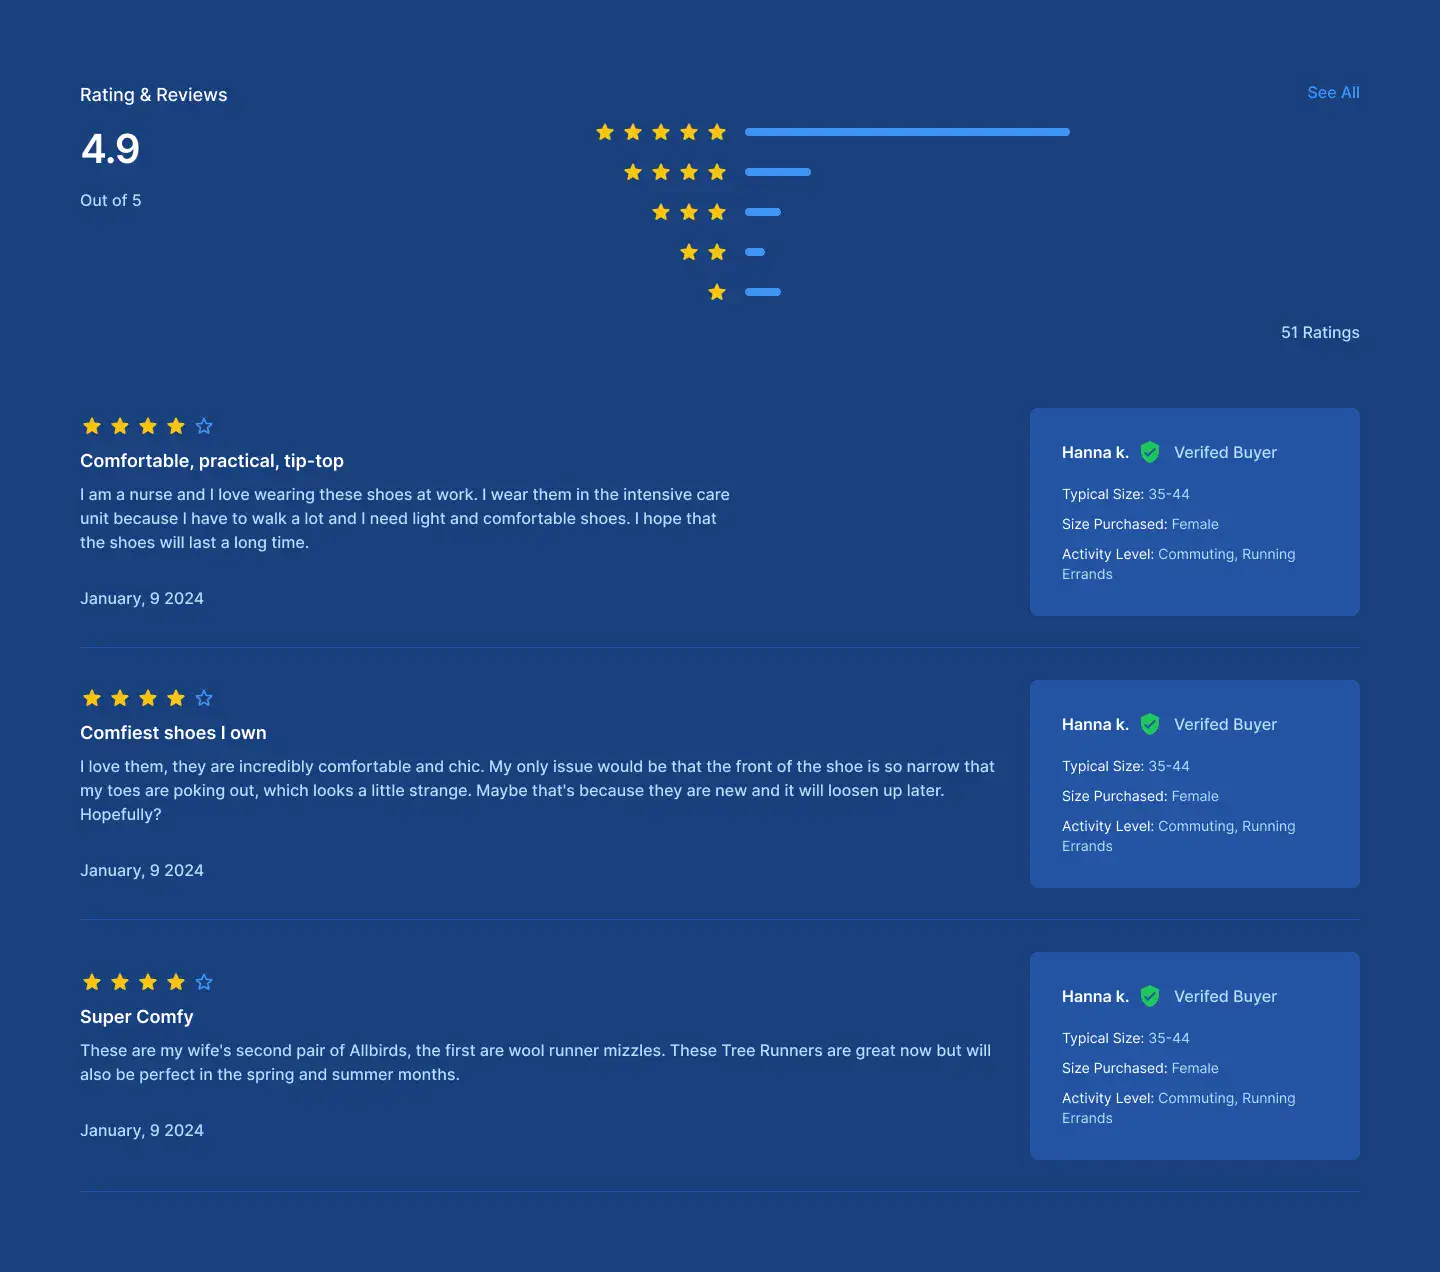 Rating & Reviews
See All
4.9
Out of 5
51 Ratings
Comfortable, practical, tip-top
I am a nurse and I love wearing these shoes at work. I wear them in the intensive care
unit because I have to walk a lot and I need light and comfortable shoes. I hope that
the shoes will last a long time.
January, 9 2024
Hanna k. Verifed Buyer
Typical Size: 35-44
Size Purchased: Female
Activity Level: Commuting, Running
Errands
Comfiest shoes I own
I love them, they are incredibly comfortable and chic. My only issue would be that the front of the shoe is so narrow that
my toes are poking out, which looks a little strange. Maybe that's because they are new and it will loosen up later.
Hopefully?
January, 9 2024
Hanna k. Verifed Buyer
Typical Size: 35-44
Size Purchased: Female
Activity Level: Commuting, Running
Errands
Super Comfy
These are my wife's second pair of Allbirds, the first are wool runner mizzles. These Tree Runners are great now but will
also be perfect in the spring and summer months.
January, 9 2024
Hanna k. Verifed Buyer
Typical Size: 35-44
Size Purchased: Female
Activity Level: Commuting, Running
Errands